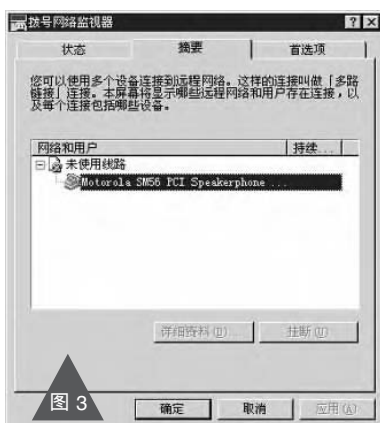 拨号网络监视器
状态 摘要 首选项
您可以使用多个设备连接到远程网络。这样的连接叫做「多路
链接」连接。本屏幕将显示哪些远程网络和用户存在连接，以
及每个连接包括哪些设备。
网络和用户 持续...
未使用线路
Motorola SM56 PCI Speakerphone ...
详细资料(D)... 挂断(U)
图 3
确定 取消 应用(A)